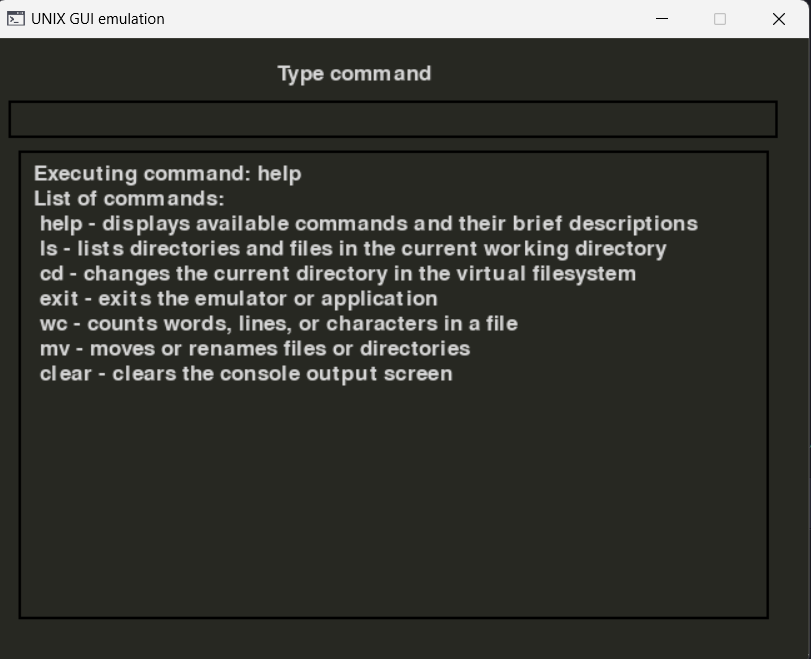 UNIX GUI emulation
Type command
Executing command: help
List of commands:
help - displays available commands and their brief descriptions
ls - lists directories and files in the current working directory
cd - changes the current directory in the virtual filesystem
exit - exits the emulator or application
wc - counts words, lines, or characters in a file
mv - moves or renames files or directories
clear - clears the console output screen